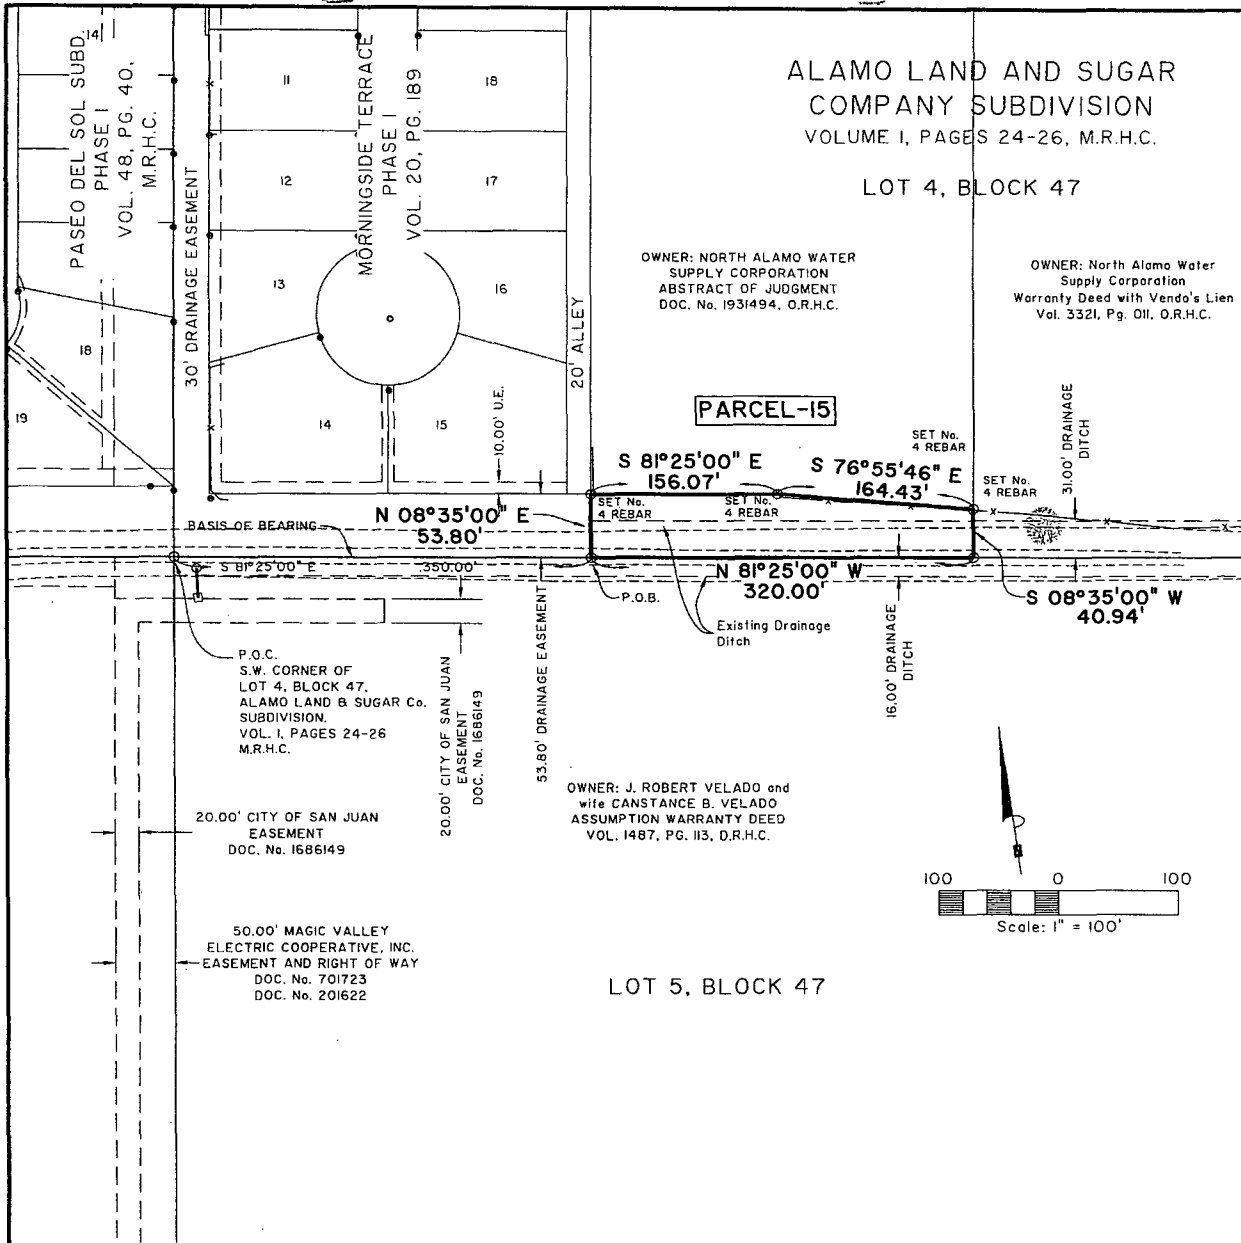 ALAMO LAND AND SUGAR
COMPANY SUBDIVISION
VOLUME 1, PAGES 24-26, M.R.H.C.
LOT 4, BLOCK 47
14
PASEO DEL SOL SUBD.
PHASE I
VOL. 48, PG. 40,
M.R.H.C.
18
19
30' DRAINAGE EASEMENT
MORNINGSIDE TERRACE
PHASE I
VOL. 20, PG. 189
11
18
12
17
13
16
14
15
20' ALLEY
10.00' U.E.
OWNER: NORTH ALAMO WATER
SUPPLY CORPORATION
ABSTRACT OF JUDGMENT
DOC. No. 1931494, O.R.H.C.
OWNER: North Alamo Water
Supply Corporation
Warranty Deed with Vendo's Lien
Vol. 3321, Pg. 011, O.R.H.C.
PARCEL-15
SET No.
4 REBAR
31.00' DRAINAGE
DITCH
S 81°25'00" E
156.07'
S 76°55'46" E
164.43'
SET No.
4 REBAR
SET No.
4 REBAR
SET No.
4 REBAR
N 08°35'00" E
53.80'
BASIS OF BEARING
S 81°25'00" E
350.00'
N 81°25'00" W
320.00'
P.O.B.
S 08°35'00" W
40.94'
Existing Drainage
Ditch
16.00' DRAINAGE
DITCH
53.80' DRAINAGE EASEMENT
20.00' CITY OF SAN JUAN
EASEMENT
DOC. No. 1686149
P.O.C.
S.W. CORNER OF
LOT 4, BLOCK 47,
ALAMO LAND & SUGAR Co.
SUBDIVISION.
VOL. 1, PAGES 24-26
M.R.H.C.
OWNER: J. ROBERT VELADO and
wife CANSTANCE B. VELADO
ASSUMPTION WARRANTY DEED
VOL. 1487, PG. 113, D.R.H.C.
20.00' CITY OF SAN JUAN
EASEMENT
DOC. No. 1686149
100 0 100
Scale: 1" = 100'
50.00' MAGIC VALLEY
ELECTRIC COOPERATIVE, INC.
EASEMENT AND RIGHT OF WAY
DOC. No. 701723
DOC. No. 201622
LOT 5, BLOCK 47